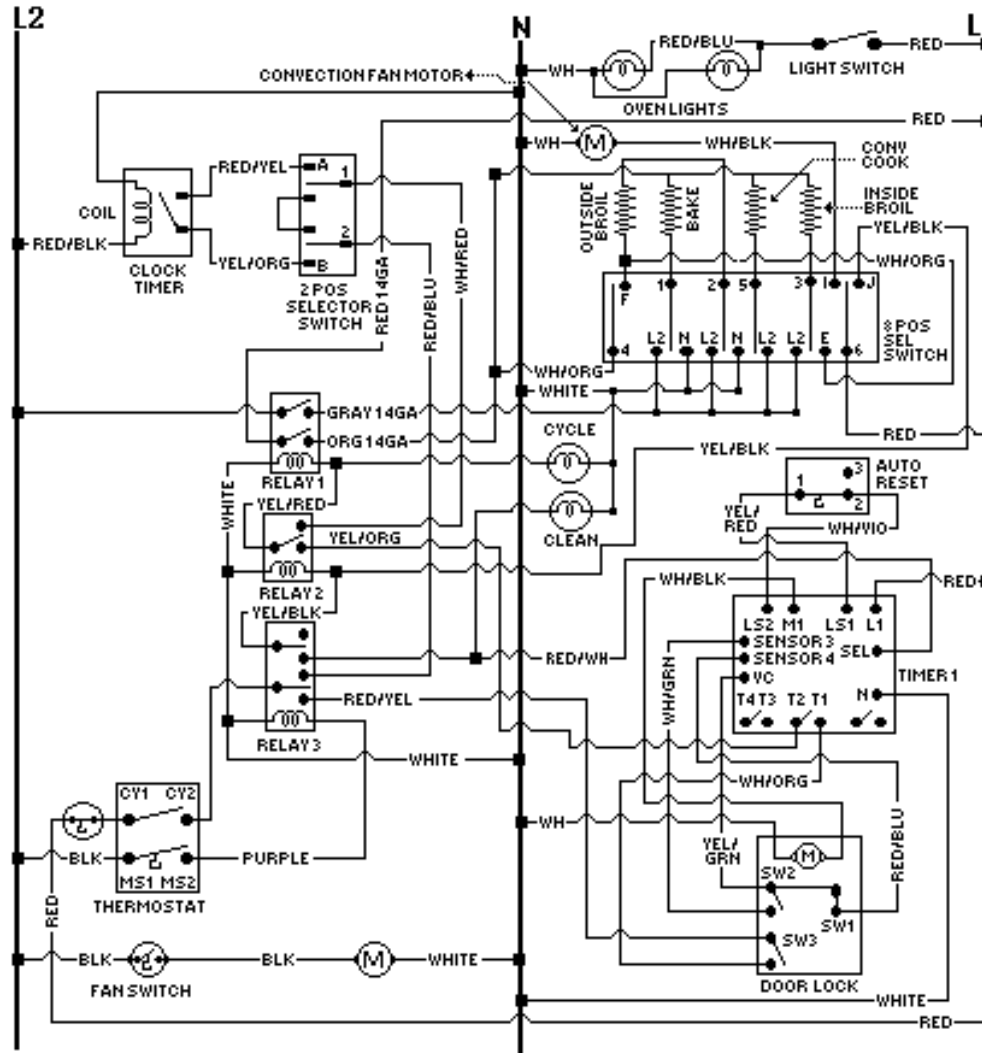 L2
N
L
RED/BLU
RED
WH
LIGHT SWITCH
CONVECTION FAN MOTOR
OVEN LIGHTS
RED
WH
M
WH/BLK
CONV
COOK
RED/YEL
A
1
OUTSIDE
BROIL
BAKE
INSIDE
BROIL
COIL
2
YEL/BLK
RED/BLK
YEL/ORG
B
WH/ORG
CLOCK
TIMER
2 POS
SELECTOR
SWITCH
RED 14GA
RED/BLU
WH/RED
F
1
2
5
3
I
J
8 POS
SEL
SWITCH
4
L2
N
L2
N
L2
L2
E
6
WH/ORG
WHITE
GRAY 14GA
ORG 14GA
CYCLE
RED
YEL/BLK
AUTO
RESET
3
1
2
RELAY 1
WHITE
YEL/RED
CLEAN
YEL/
RED
WH/VIO
YEL/ORG
RELAY 2
WH/BLK
RED
YEL/BLK
LS2
M1
LS1
L1
SENSOR 3
SENSOR 4
SEL
VC
TIMER 1
RED/WH
WH/GRN
RED/YEL
T4
T3
T2
T1
N
RELAY 3
WHITE
WH/ORG
CY1
CY2
WH
YEL/
GRN
RED/BLU
M
BLK
PURPLE
MS1
MS2
SW2
SW1
THERMOSTAT
RED
SW3
BLK
BLK
M
WHITE
FAN SWITCH
DOOR LOCK
WHITE
RED